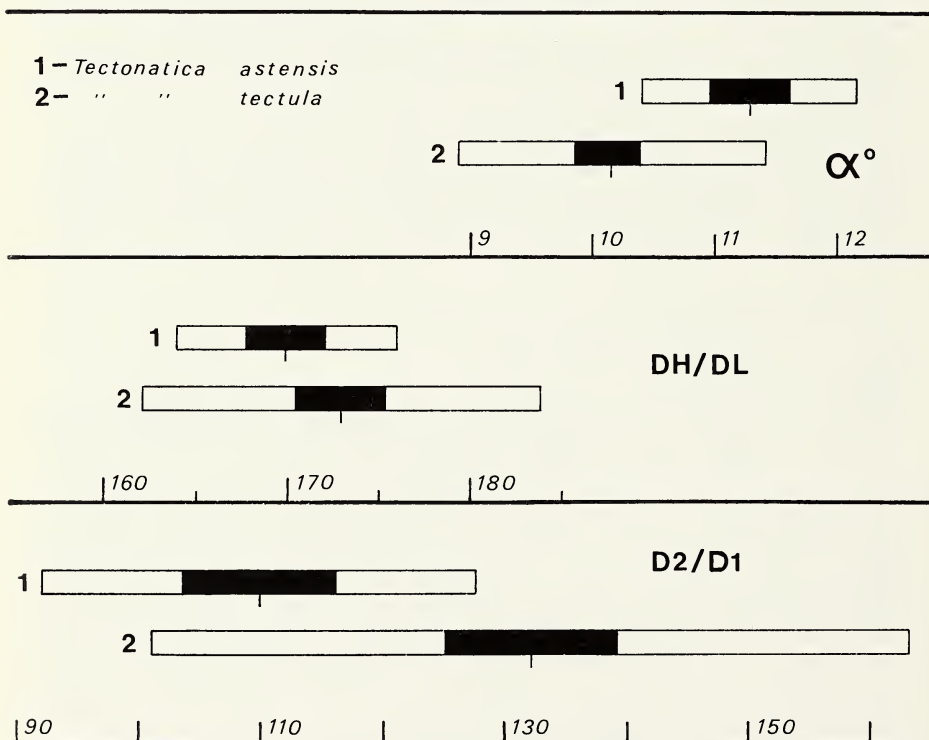 1- Tectonatica astensis
2- " " tectula
1
2
α°
9 10 11 12
1
2
DH/DL
160 170 180
1
2
D2/D1
90 110 130 150